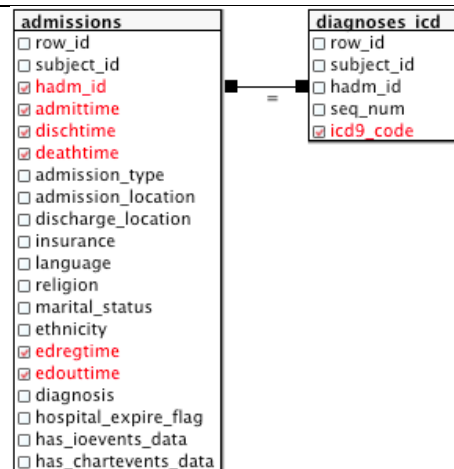 admissions
row_id
subject_id
hadm_id
admittime
dischtime
deathtime
admission_type
admission_location
discharge_location
insurance
language
religion
marital_status
ethnicity
edregtime
edouttime
diagnosis
hospital_expire_flag
has_ioevents_data
has_chartevents_data
=
diagnoses_icd
row_id
subject_id
hadm_id
seq_num
icd9_code